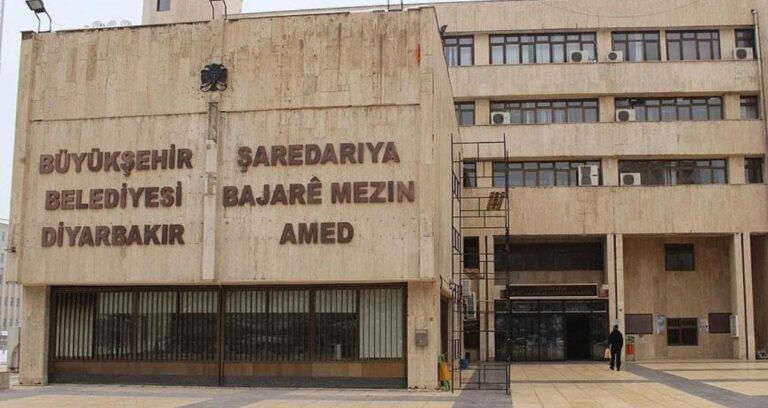 BÜYÜKŞEHİR
BELEDİYESİ
DİYARBAKIR
ŞAREDARIYA
BAJARÊ MEZIN
AMED